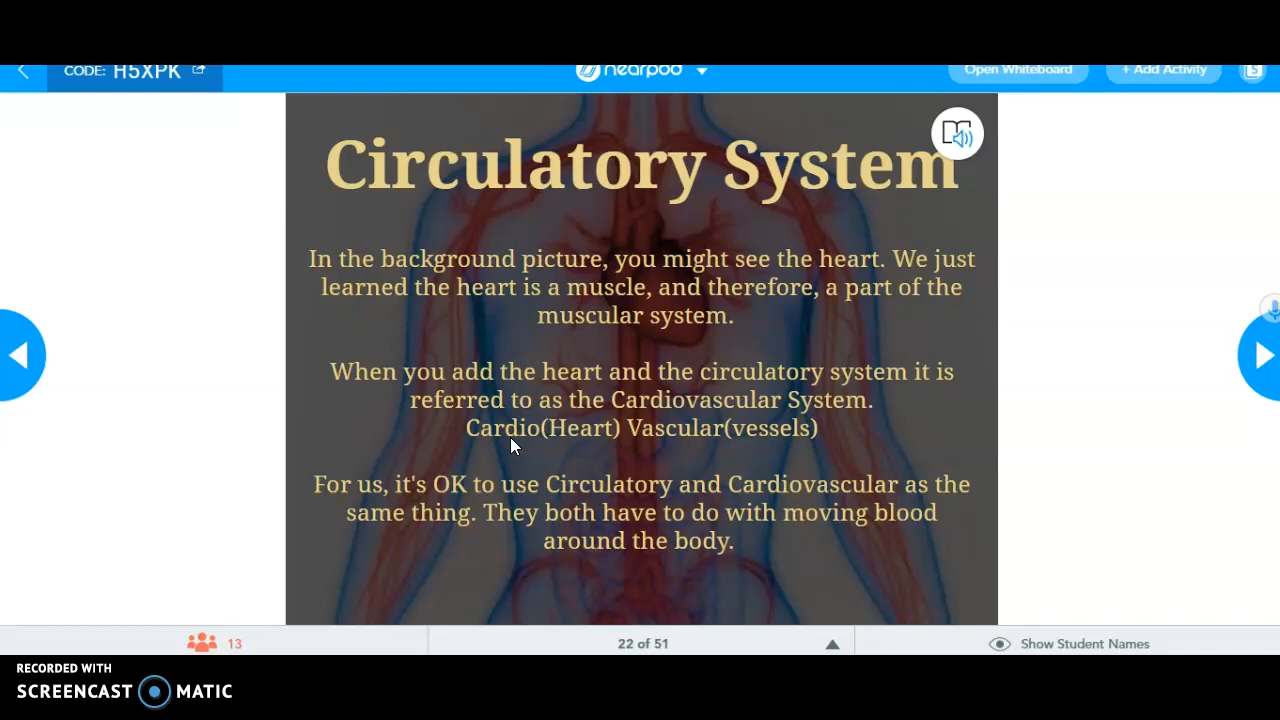 CODE: H5XPK
nearpod
Open Whiteboard
+ Add Activity
S
Circulatory System
In the background picture, you might see the heart. We just
learned the heart is a muscle, and therefore, a part of the
muscular system.
When you add the heart and the circulatory system it is
referred to as the Cardiovascular System.
Cardio(Heart) Vascular(vessels)
For us, it's OK to use Circulatory and Cardiovascular as the
same thing. They both have to do with moving blood
around the body.
13
22 of 51
Show Student Names
RECORDED WITH
SCREENCAST MATIC